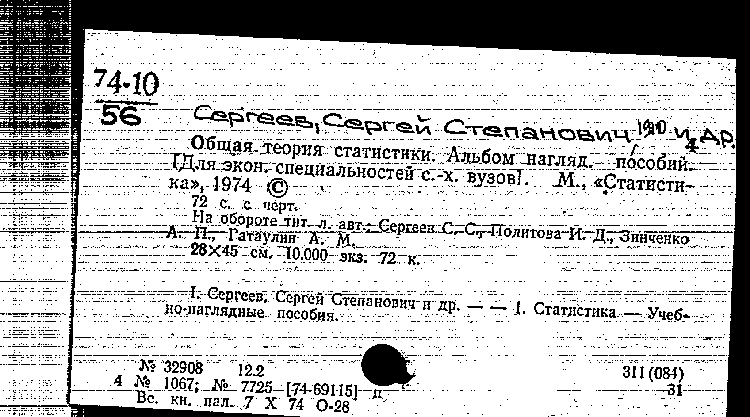 74-10
56
Сергеев, Сергей Степанович и др.
Общая теория статистики. Альбом нагляд. пособий.
[Для экон. специальностей с.-х. вузов]. М., «Статисти-
ка», 1974 ©
72 с. с черт.
На обороте тит. л. авт.: Сергеев С. С., Политова И. Д., Зинченко
А. П., Гатаулин А. М.
28×45 см. 10.000 экз. 72 к.
I. Сергеев, Сергей Степанович и др. — — 1. Статистика — Учеб-
но-наглядные пособия.
№ 32908 12.2 311(084)
4 № 1067; № 7725 [74-69115] п 31
Вс. кн. пал. 7 X 74 О-28